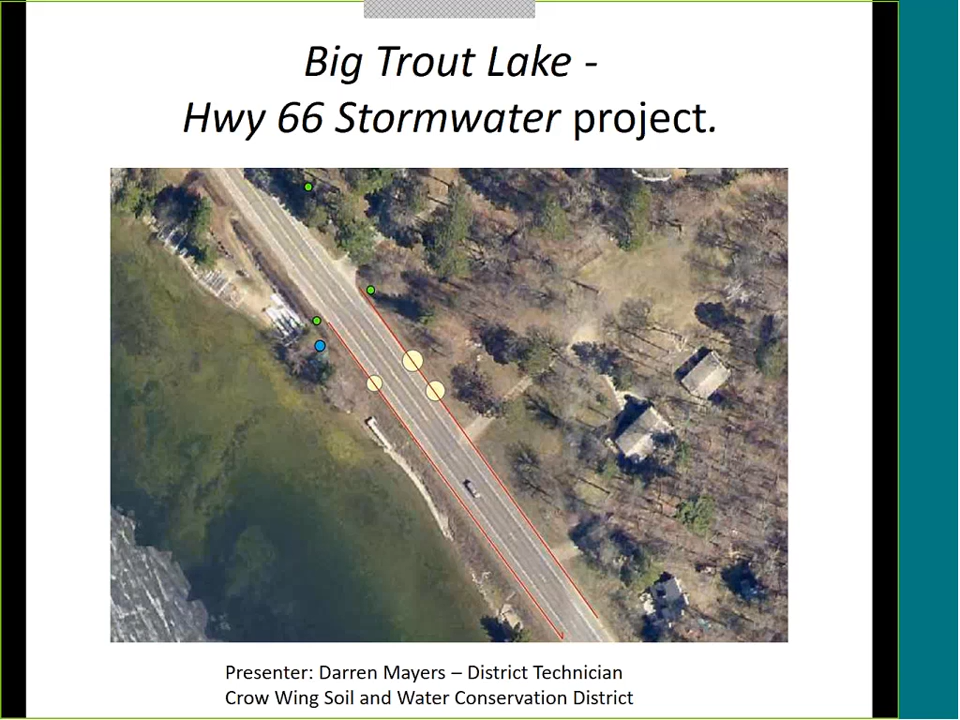 Big Trout Lake -
Hwy 66 Stormwater project.
Presenter: Darren Mayers – District Technician
Crow Wing Soil and Water Conservation District